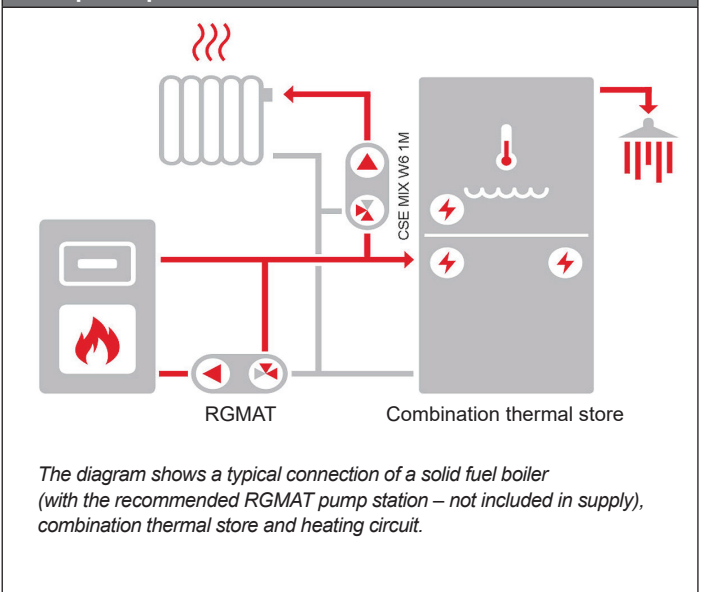 CSE MIX W6 1M
RGMAT
Combination thermal store
The diagram shows a typical connection of a solid fuel boiler
(with the recommended RGMAT pump station – not included in supply),
combination thermal store and heating circuit.